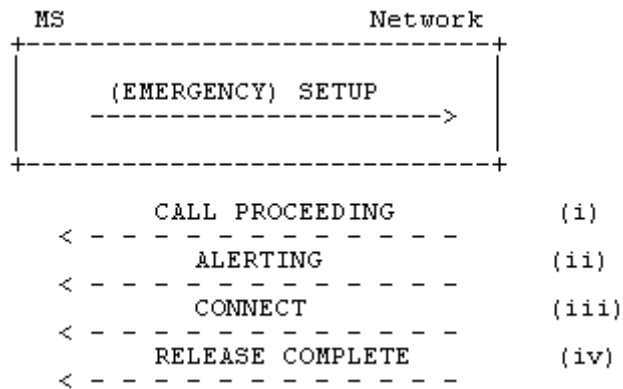 MS Network
(EMERGENCY) SETUP
CALL PROCEEDING (i)
ALERTING (ii)
CONNECT (iii)
RELEASE COMPLETE (iv)